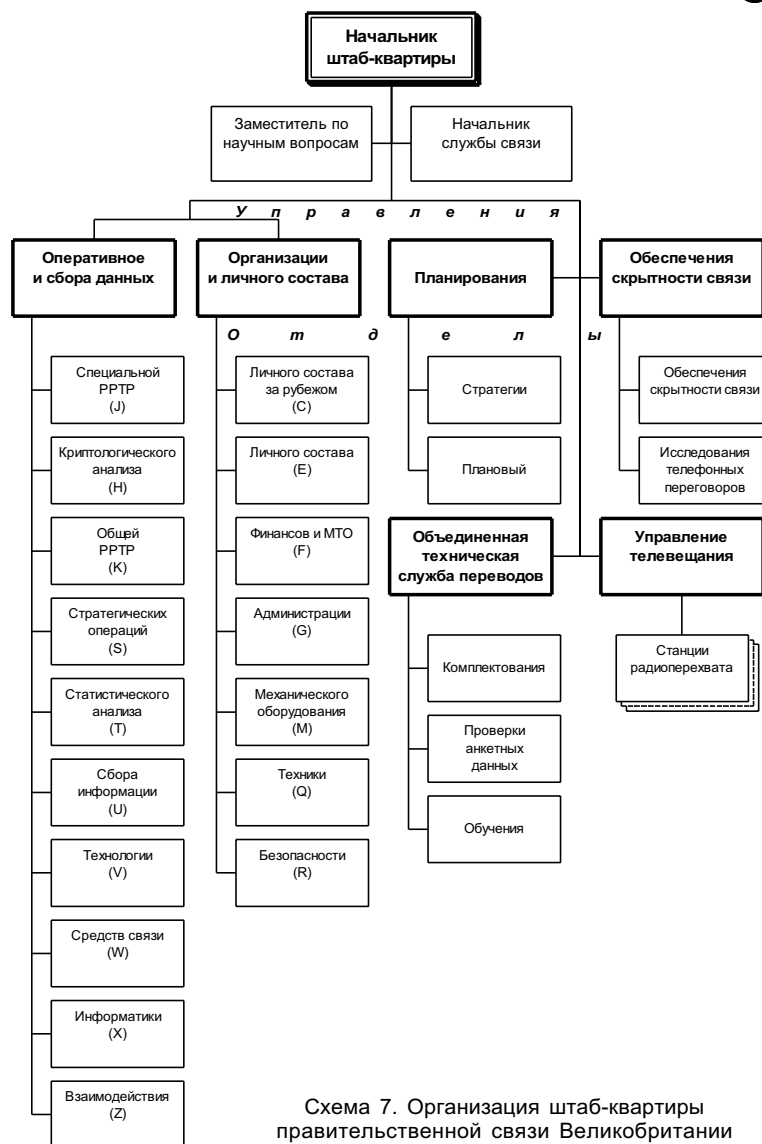 Начальник
штаб-квартиры
Заместитель по
научным вопросам
Начальник
службы связи
Управления
Оперативное
и сбора данных
Организации
и личного состава
Планирования
Обеспечения
скрытности связи
Отделы
Специальной
РРТР
(J)
Криптологического
анализа
(H)
Общей
РРТР
(K)
Стратегических
операций
(S)
Статистического
анализа
(T)
Сбора
информации
(U)
Технологии
(V)
Средств связи
(W)
Информатики
(X)
Взаимодействия
(Z)
Личного состава
за рубежом
(C)
Личного состава
(E)
Финансов и МТО
(F)
Администрации
(G)
Механического
оборудования
(M)
Техники
(Q)
Безопасности
(R)
Стратегии
Плановый
Обеспечения
скрытности связи
Исследования
телефонных
переговоров
Объединенная
техническая
служба переводов
Управление
телевещания
Комплектования
Проверки
анкетных
данных
Обучения
Станции
радиоперехвата
Схема 7. Организация штаб-квартиры
правительственной связи Великобритании